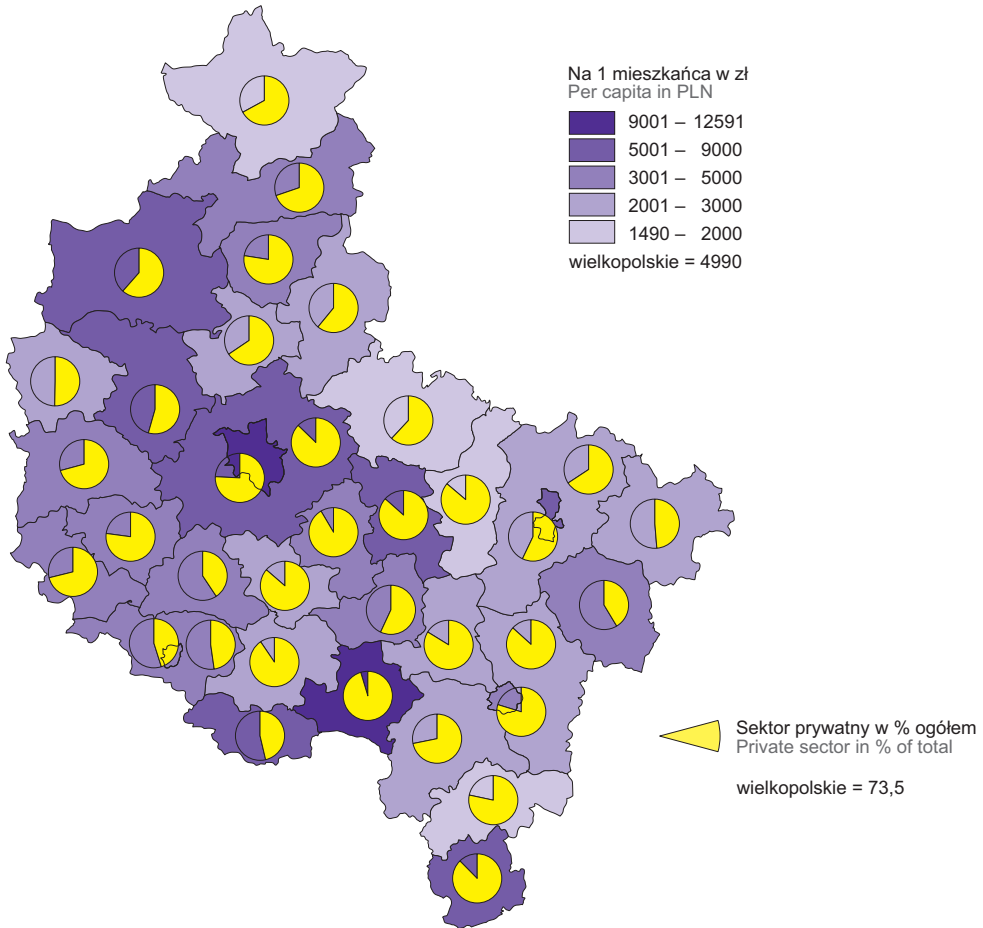 Na 1 mieszkańca w zł
Per capita in PLN
9001 – 12591
5001 – 9000
3001 – 5000
2001 – 3000
1490 – 2000
wielkopolskie = 4990
Sektor prywatny w % ogółem
Private sector in % of total
wielkopolskie = 73,5